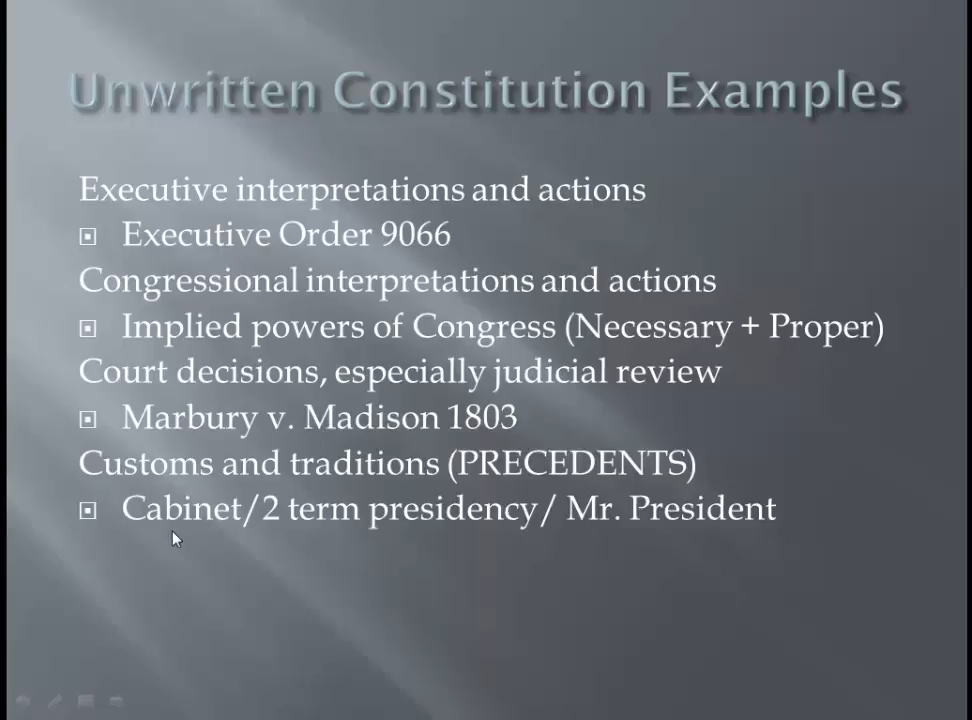 Unwritten Constitution Examples
Executive interpretations and actions
Executive Order 9066
Congressional interpretations and actions
Implied powers of Congress (Necessary + Proper)
Court decisions, especially judicial review
Marbury v. Madison 1803
Customs and traditions (PRECEDENTS)
Cabinet/2 term presidency/ Mr. President